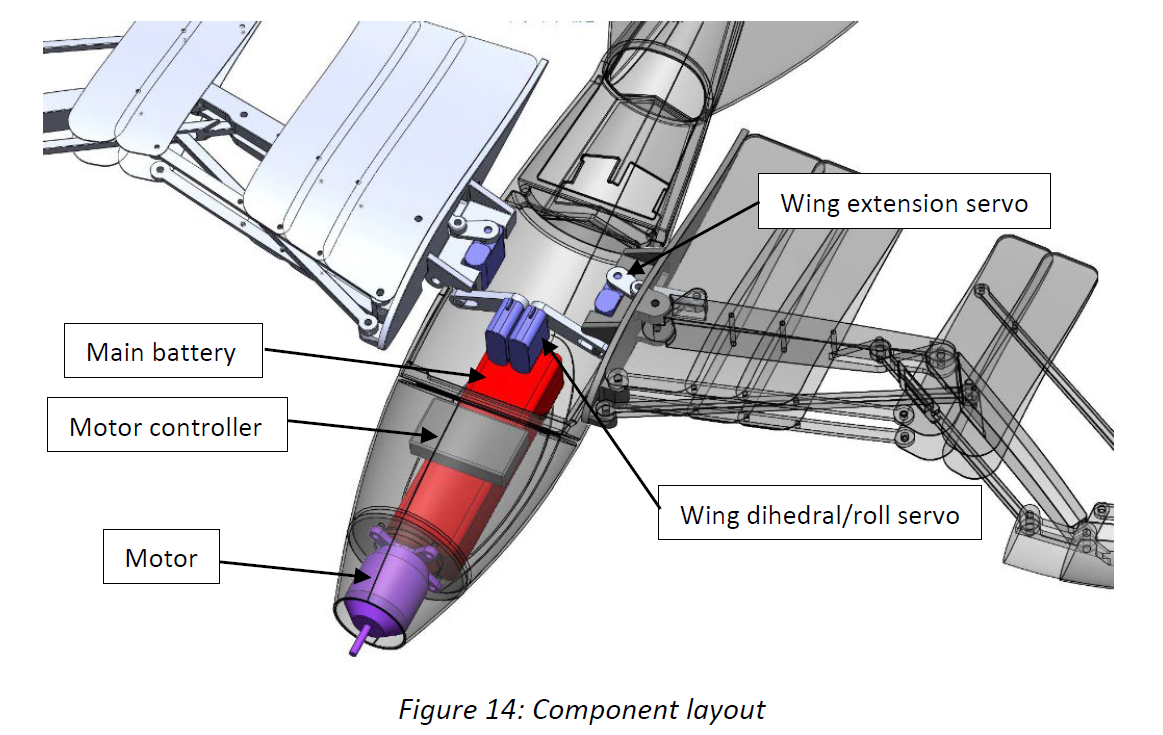 Wing extension servo
Main battery
Motor controller
Wing dihedral/roll servo
Motor
Figure 14: Component layout